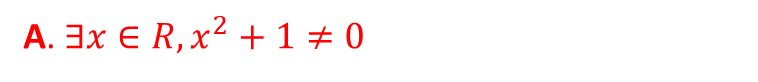 A. ∃x ∈ R, x² + 1 ≠ 0